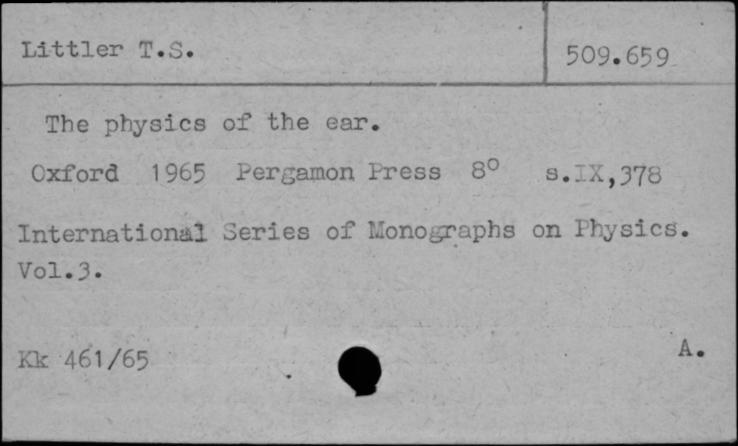 Littler T.S.
509.659
The physics of the ear.
Oxford 1965 Pergamon Press 8° s.IX,378
International Series of Monographs on Physics.
Vol.3.
Kk 461/65
A.